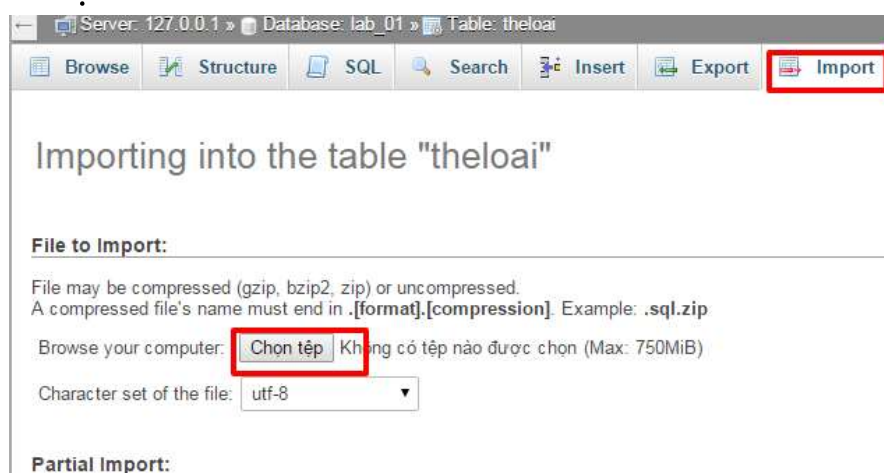 Server: 127.0.0.1 » Database: lab_01 » Table: theloai
Browse Structure SQL Search Insert Export Import
Importing into the table "theloai"
File to Import:
File may be compressed (gzip, bzip2, zip) or uncompressed.
A compressed file's name must end in .[format].[compression]. Example: .sql.zip
Browse your computer: Chọn tệp Không có tệp nào được chọn (Max: 750MiB)
Character set of the file: utf-8
Partial Import: